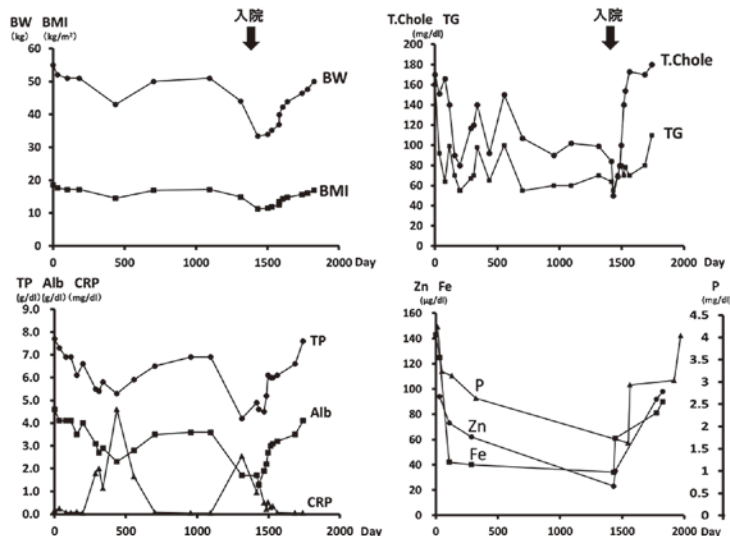 入院
BW BMI
(kg) (kg/m²)
60
50
40
30
20
10
0
BW
BMI
0 500 1000 1500 2000 Day
入院
T.Chole TG
(mg/dl)
200
180
160
140
120
100
80
60
40
20
0
T.Chole
TG
0 500 1000 1500 2000 Day
TP Alb CRP
(g/dl) (g/dl) (mg/dl)
9.0
8.0
7.0
6.0
5.0
4.0
3.0
2.0
1.0
0.0
TP
Alb
CRP
0 500 1000 1500 2000 Day
Zn Fe
(μg/dl)
160
140
120
100
80
60
40
20
0
P
Zn
Fe
P
(mg/dl)
4.5
4
3.5
3
2.5
2
1.5
1
0.5
0
0 500 1000 1500 2000 Day